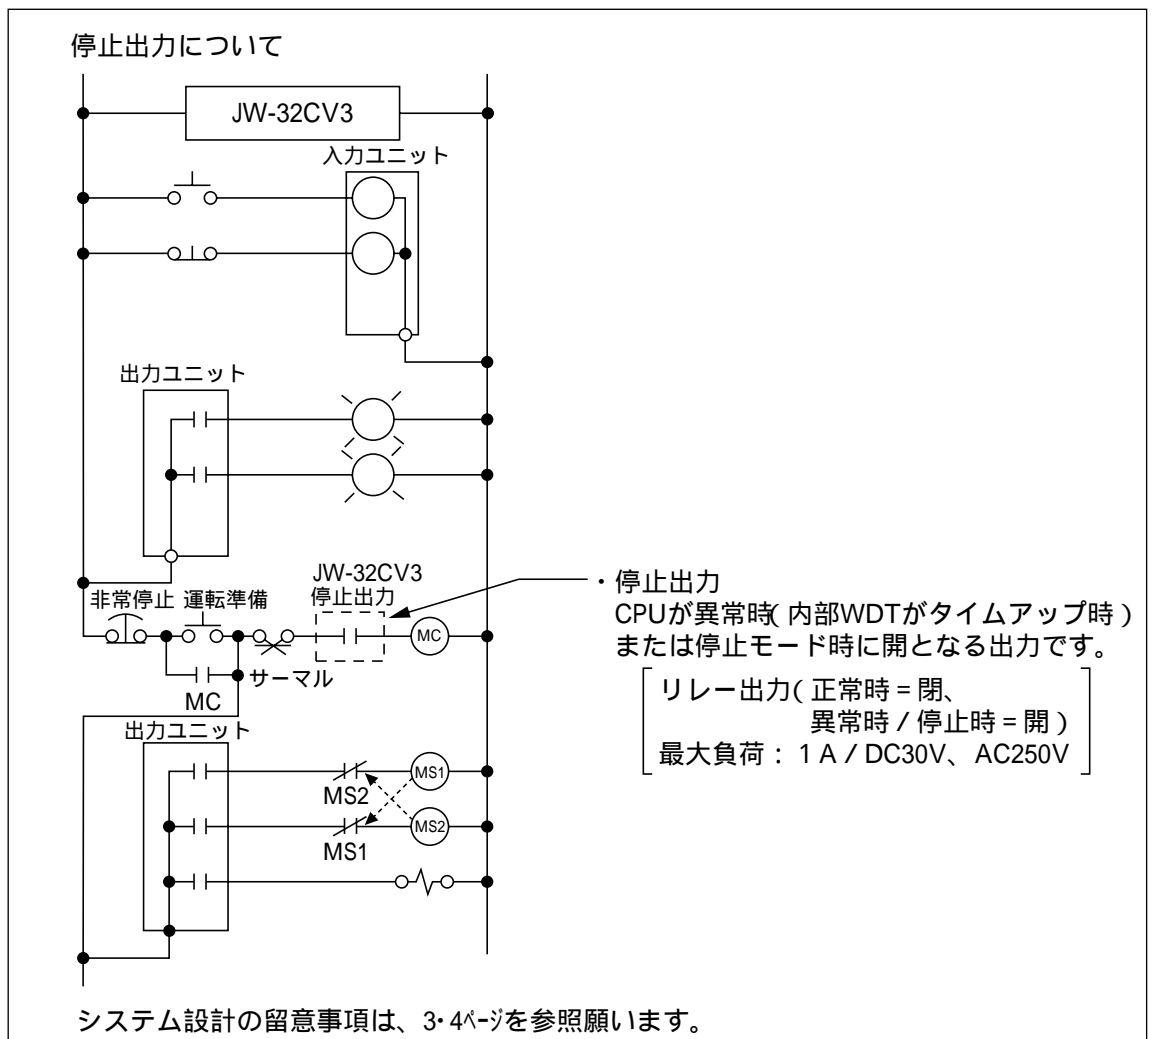 停止出力について
JW-32CV3
入力ユニット
出力ユニット
JW-32CV3
停止出力
非常停止 運転準備
MC
サーマル
MC
・停止出力
CPUが異常時(内部WDTがタイムアップ時)
または停止モード時に開となる出力です。
リレー出力(正常時=閉、
異常時/停止時=開)
最大負荷:1A/DC30V、AC250V
出力ユニット
MS1
MS2
MS2
MS1
システム設計の留意事項は、3・4ページを参照願います。